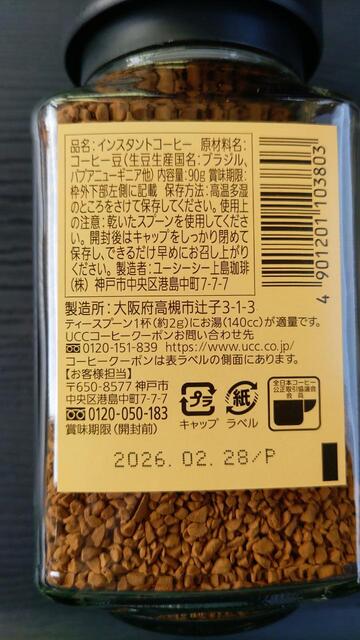 品名:インスタントコーヒー 原材料名:
コーヒー豆(生豆生産国名:ブラジル、
パプアニューギニア他) 内容量:90g 賞味期限:
枠外下部左側に記載 保存方法:高温多湿
のところをさけて保存してください。使用上
の注意:乾いたスプーンを使用してくださ
い。開封後はキャップをしっかり閉めて
保存し、できるだけ早めにお召し上がり
ください。製造者:ユーシーシー上島珈琲
(株) 神戸市中央区港島中町7-7-7
4 901201 103803
製造所:大阪府高槻市辻子3-1-3
ティースプーン1杯(約2g)にお湯(140cc)が適量です。
UCCコーヒークーポンお問い合わせ先
0120-151-839 https://www.ucc.co.jp/
コーヒークーポンは表ラベルの側面にあります。
【お客様担当】
〒650-8577 神戸市
中央区港島中町7-7-7
0120-050-183
賞味期限(開封前)
プラ
キャップ
紙
ラベル
全日本コーヒー
公正取引協議会
会員
2026.02.28/P